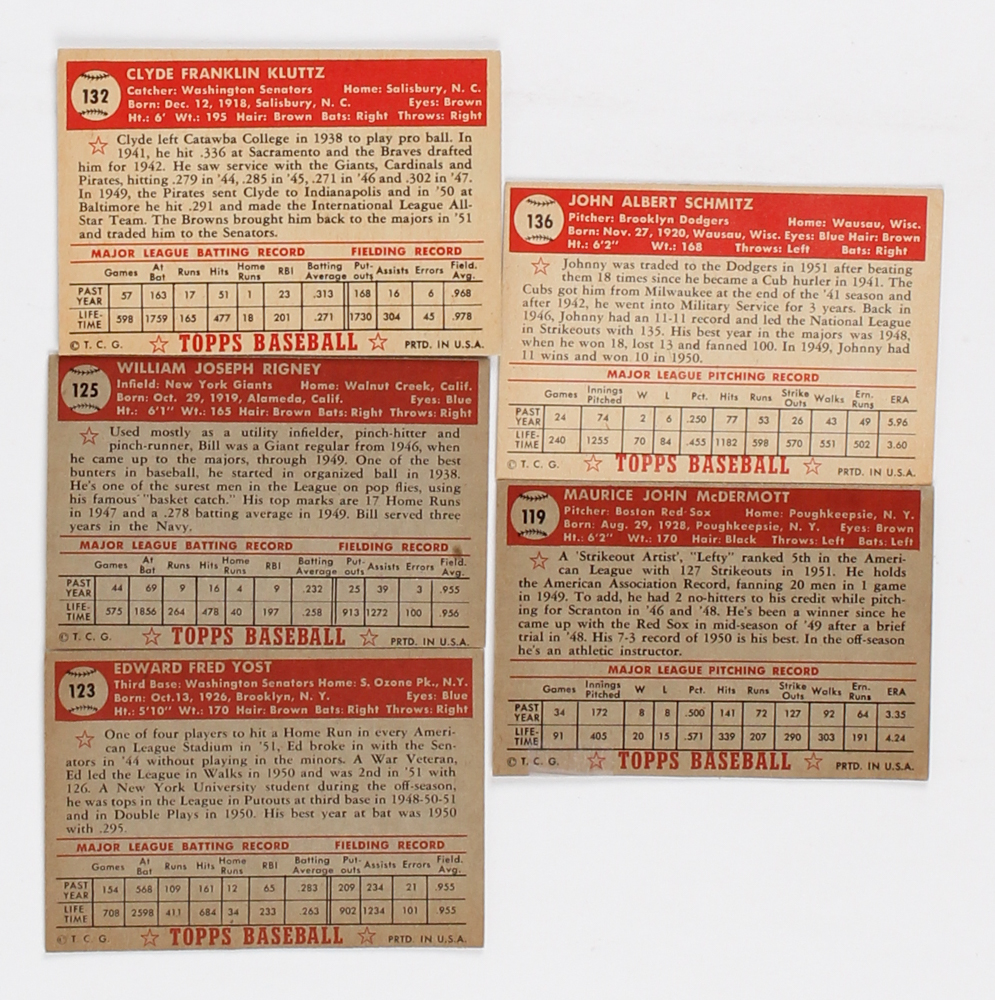 132
CLYDE FRANKLIN KLUTTZ
Catcher: Washington Senators Home: Salisbury, N. C.
Born: Dec. 12, 1918, Salisbury, N. C. Eyes: Brown
Ht.: 6' Wt.: 195 Hair: Brown Bats: Right Throws: Right
Clyde left Catawba College in 1938 to play pro ball. In
1941, he hit .336 at Sacramento and the Braves drafted
him for 1942. He saw service with the Giants, Cardinals and
Pirates, hitting .279 in '44, .285 in '45, .271 in '46 and .302 in '47.
In 1949, the Pirates sent Clyde to Indianapolis and in '50 at
Baltimore he hit .291 and made the International League All-
Star Team. The Browns brought him back to the majors in '51
and traded him to the Senators.
MAJOR LEAGUE BATTING RECORD FIELDING RECORD
Games At Bat Runs Hits Home Runs RBI Batting Average Put-outs Assists Errors Field. Avg.
PAST YEAR 57 163 17 51 1 23 .313 168 16 6 .968
LIFE-TIME 598 1759 165 477 18 201 .271 1730 304 45 .978
© T. C. G. ☆ TOPPS BASEBALL ☆ PRTD. IN U.S.A.
125
WILLIAM JOSEPH RIGNEY
Infield: New York Giants Home: Walnut Creek, Calif.
Born: Oct. 29, 1919, Alameda, Calif. Eyes: Blue
Ht.: 6'1" Wt.: 165 Hair: Brown Bats: Right Throws: Right
Used mostly as a utility infielder, pinch-hitter and
pinch-runner, Bill was a Giant regular from 1946, when
he came up to the majors, through 1949. One of the best
bunters in baseball, he started in organized ball in 1938.
He's one of the surest men in the League on pop flies, using
his famous "basket catch." His top marks are 17 Home Runs
in 1947 and a .278 batting average in 1949. Bill served three
years in the Navy.
MAJOR LEAGUE BATTING RECORD FIELDING RECORD
Games At Bat Runs Hits Home Runs RBI Batting Average Put-outs Assists Errors Field. Avg.
PAST YEAR 44 69 9 16 4 9 .232 25 39 3 .955
LIFE-TIME 575 1856 264 478 40 197 .258 913 1272 100 .956
© T. C. G. ☆ TOPPS BASEBALL ☆ PRTD. IN U.S.A.
123
EDWARD FRED YOST
Third Base: Washington Senators Home: S. Ozone Pk., N.Y.
Born: Oct.13, 1926, Brooklyn, N. Y. Eyes: Blue
Ht.: 5'10" Wt.: 170 Hair: Brown Bats: Right Throws: Right
One of four players to hit a Home Run in every Ameri-
can League Stadium in '51, Ed broke in with the Sen-
ators in '44 without playing in the minors. A War Veteran,
Ed led the League in Walks in 1950 and was 2nd in '51 with
126. A New York University student during the off-season,
he was tops in the League in Putouts at third base in 1948-50-51
and in Double Plays in 1950. His best year at bat was 1950
with .295.
MAJOR LEAGUE BATTING RECORD FIELDING RECORD
Games At Bat Runs Hits Home Runs RBI Batting Average Put-outs Assists Errors Field. Avg.
PAST YEAR 154 568 109 161 12 65 .283 209 234 21 .955
LIFE TIME 708 2598 411 684 34 233 .263 902 1234 101 .955
© T. C. G. ☆ TOPPS BASEBALL ☆ PRTD. IN U.S.A.
136
JOHN ALBERT SCHMITZ
Pitcher: Brooklyn Dodgers Home: Wausau, Wisc.
Born: Nov. 27, 1920, Wausau, Wisc. Eyes: Blue Hair: Brown
Ht.: 6'2" Wt.: 168 Throws: Left Bats: Right
Johnny was traded to the Dodgers in 1951 after beating
them 18 times since he became a Cub hurler in 1941. The
Cubs got him from Milwaukee at the end of the '41 season and
after 1942, he went into Military Service for 3 years. Back in
1946, Johnny had an 11-11 record and led the National League
in Strikeouts with 135. His best year in the majors was 1948,
when he won 18, lost 13 and fanned 100. In 1949, Johnny had
11 wins and won 10 in 1950.
MAJOR LEAGUE PITCHING RECORD
Games Innings Pitched W L Pct. Hits Runs Strike Outs Walks Ern. Runs ERA
PAST YEAR 24 74 2 6 .250 77 53 26 43 49 5.96
LIFE-TIME 240 1255 70 84 .455 1182 598 570 551 502 3.60
© T. C. G. ☆ TOPPS BASEBALL ☆ PRTD. IN U.S.A.
119
MAURICE JOHN McDERMOTT
Pitcher: Boston Red Sox Home: Poughkeepsie, N. Y.
Born: Aug. 29, 1928, Poughkeepsie, N. Y. Eyes: Brown
Ht.: 6'2" Wt.: 170 Hair: Black Throws: Left Bats: Left
A 'Strikeout Artist', "Lefty" ranked 5th in the Ameri-
can League with 127 Strikeouts in 1951. He holds
the American Association Record, fanning 20 men in 1 game
in 1949. To add, he had 2 no-hitters to his credit while pitch-
ing for Scranton in '46 and '48. He's been a winner since he
came up with the Red Sox in mid-season of '49 after a brief
trial in '48. His 7-3 record of 1950 is his best. In the off-season
he's an athletic instructor.
MAJOR LEAGUE PITCHING RECORD
Games Innings Pitched W L Pct. Hits Runs Strike Outs Walks Ern. Runs ERA
PAST YEAR 34 172 8 8 .500 141 72 127 92 64 3.35
LIFE-TIME 91 405 20 15 .571 339 207 290 303 191 4.24
© T. C. G. ☆ TOPPS BASEBALL ☆ PRTD. IN U.S.A.